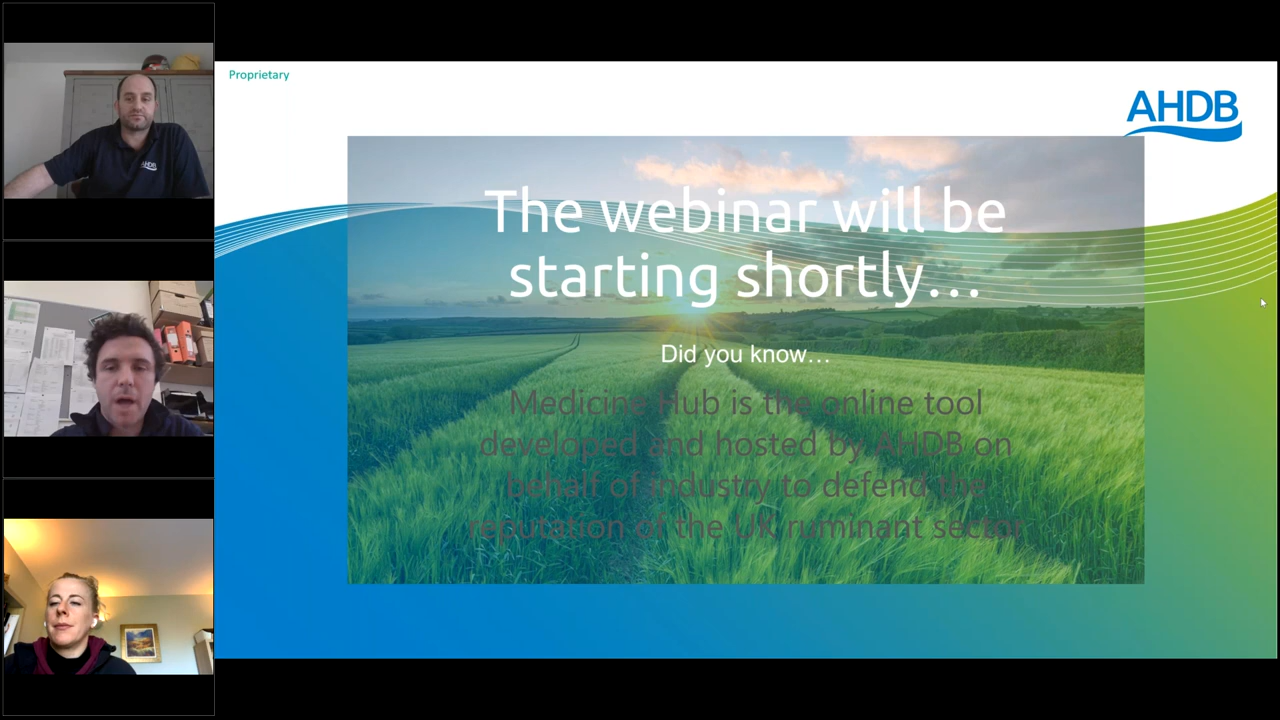 Proprietary
AHDB
The webinar will be
starting shortly...
Did you know...
Medicine Hub is the online tool
developed and hosted by AHDB on
behalf of industry to defend the
reputation of the UK ruminant sector
AHDB